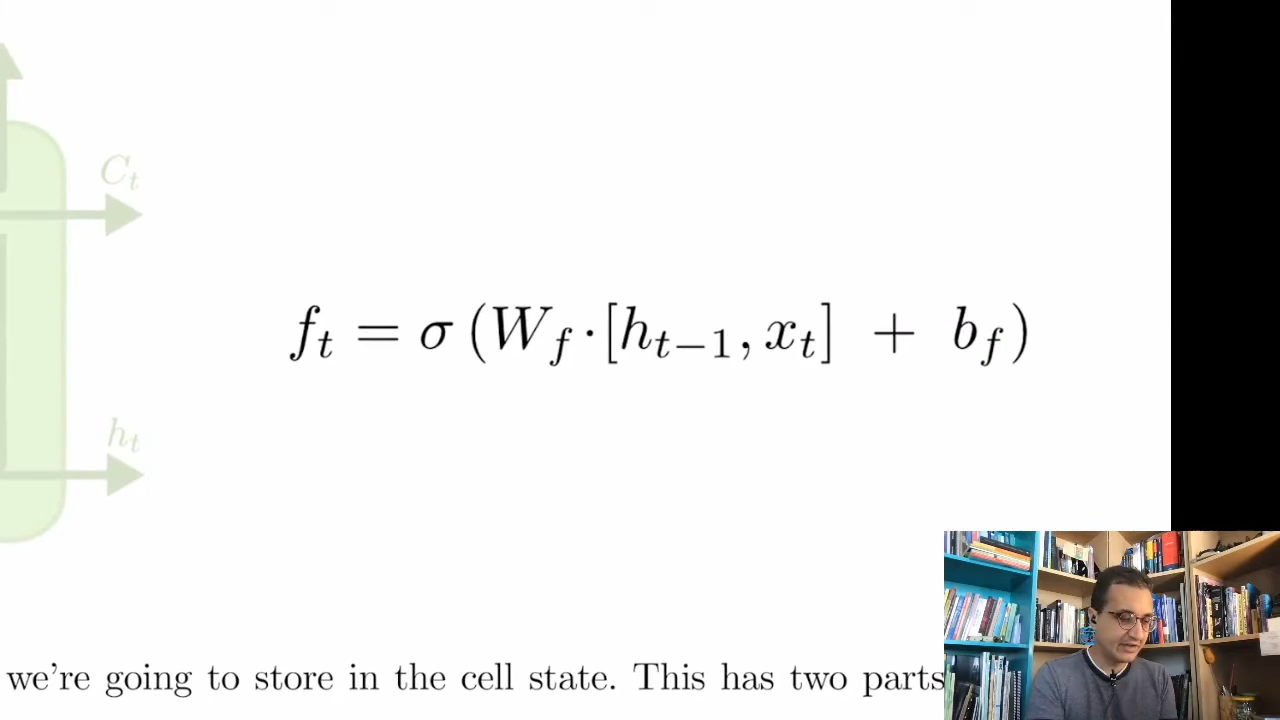 C_t
f_t = σ (W_f · [h_{t−1}, x_t] + b_f)
h_t
we're going to store in the cell state. This has two parts